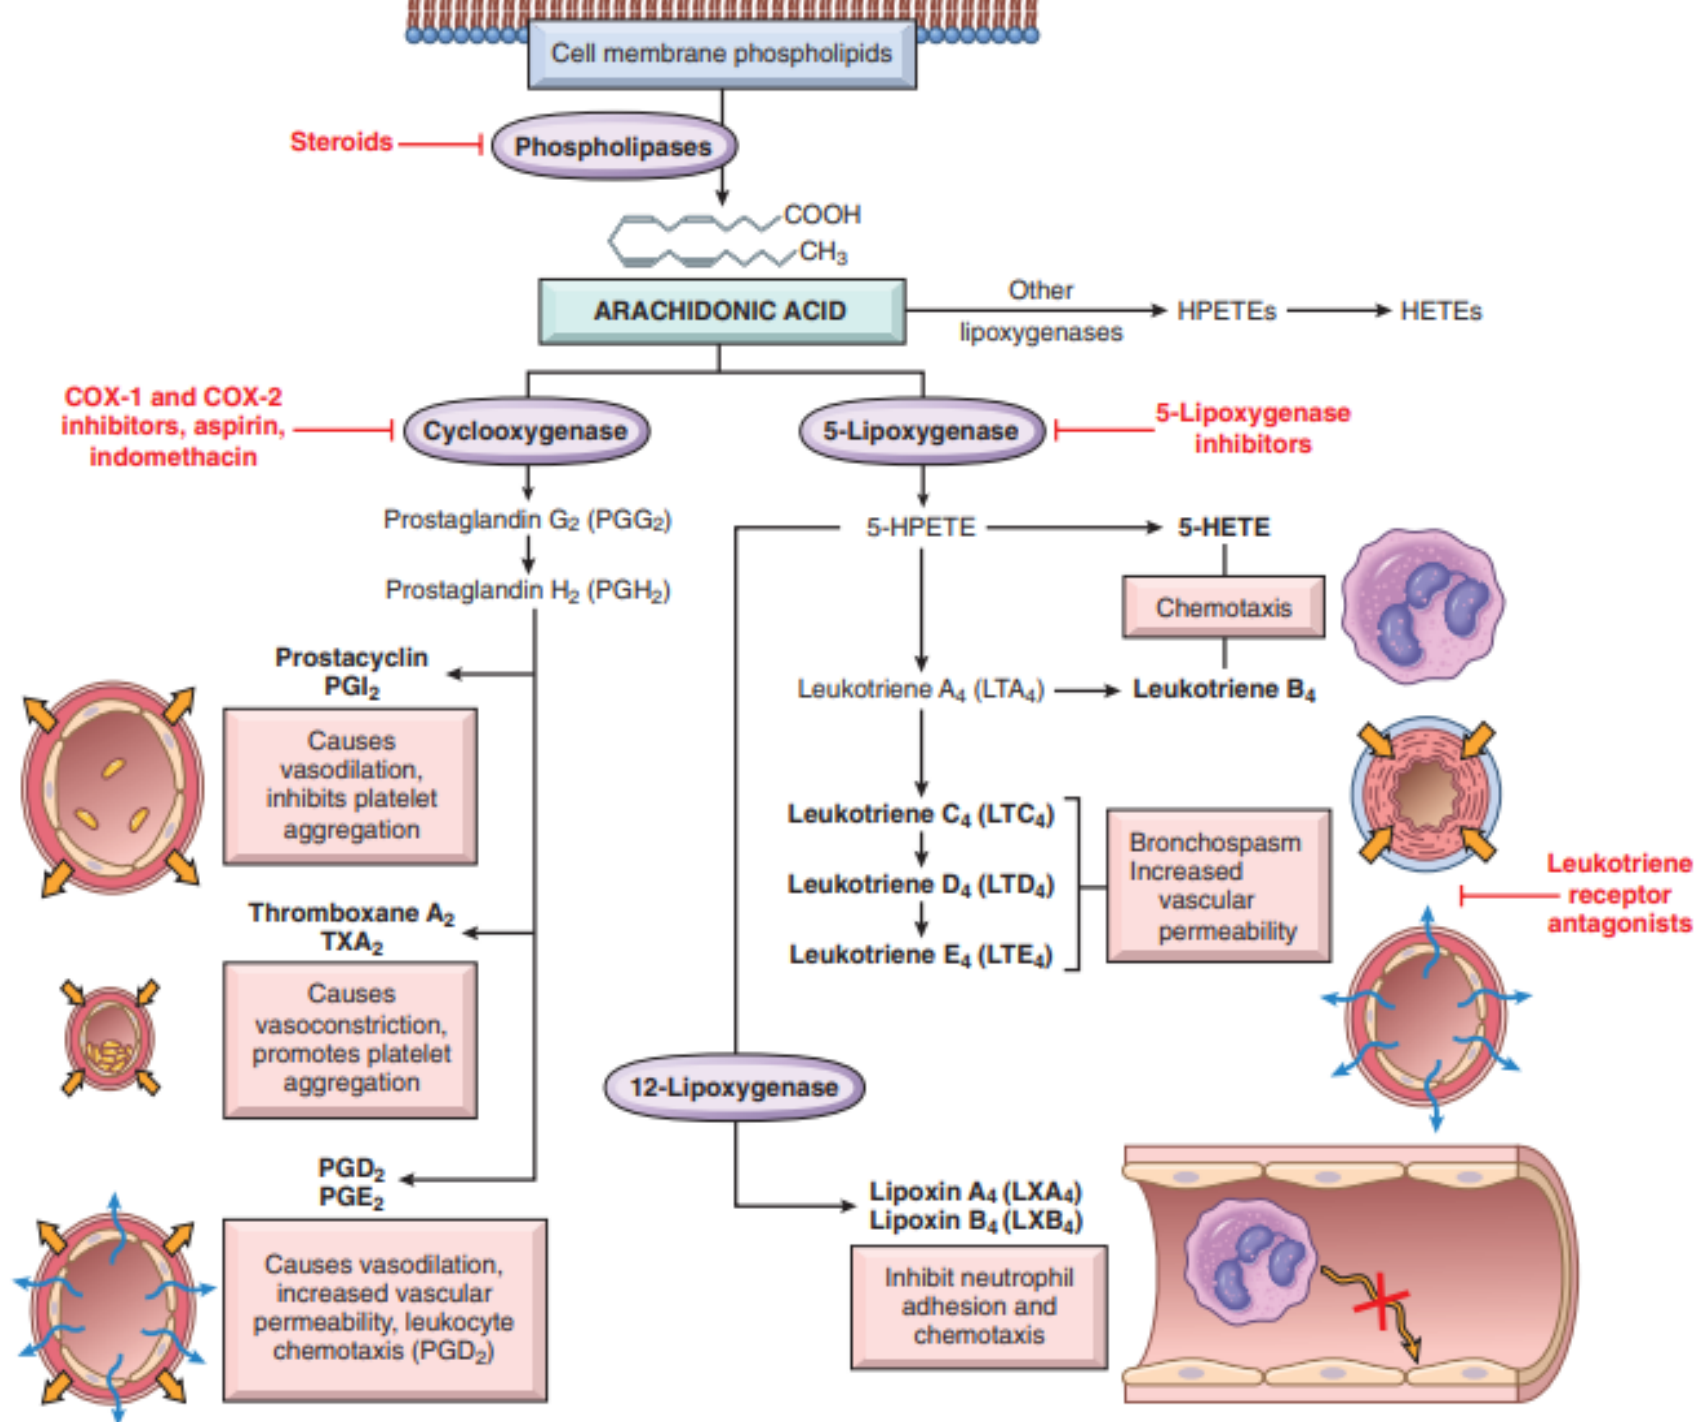 Cell membrane phospholipids
Steroids
Phospholipases
COOH
CH₃
ARACHIDONIC ACID
Other
lipoxygenases
HPETEs
HETEs
COX-1 and COX-2
inhibitors, aspirin,
indomethacin
Cyclooxygenase
5-Lipoxygenase
5-Lipoxygenase
inhibitors
Prostaglandin G₂ (PGG₂)
5-HPETE
5-HETE
Prostaglandin H₂ (PGH₂)
Chemotaxis
Prostacyclin
PGI₂
Leukotriene A₄ (LTA₄)
Leukotriene B₄
Causes
vasodilation,
inhibits platelet
aggregation
Leukotriene C₄ (LTC₄)
Leukotriene D₄ (LTD₄)
Leukotriene E₄ (LTE₄)
Bronchospasm
Increased
vascular
permeability
Leukotriene
receptor
antagonists
Thromboxane A₂
TXA₂
Causes
vasoconstriction,
promotes platelet
aggregation
12-Lipoxygenase
PGD₂
PGE₂
Lipoxin A₄ (LXA₄)
Lipoxin B₄ (LXB₄)
Causes vasodilation,
increased vascular
permeability, leukocyte
chemotaxis (PGD₂)
Inhibit neutrophil
adhesion and
chemotaxis